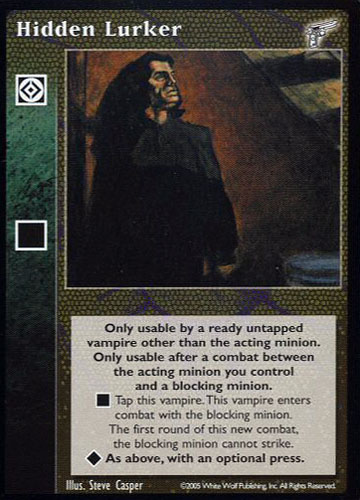 Hidden Lurker
Only usable by a ready untapped
vampire other than the acting minion.
Only usable after a combat between
the acting minion you control
and a blocking minion.
Tap this vampire. This vampire enters
combat with the blocking minion.
The first round of this new combat,
the blocking minion cannot strike.
As above, with an optional press.
Illus. Steve Casper
©2005 White Wolf Publishing, Inc. All Rights Reserved.